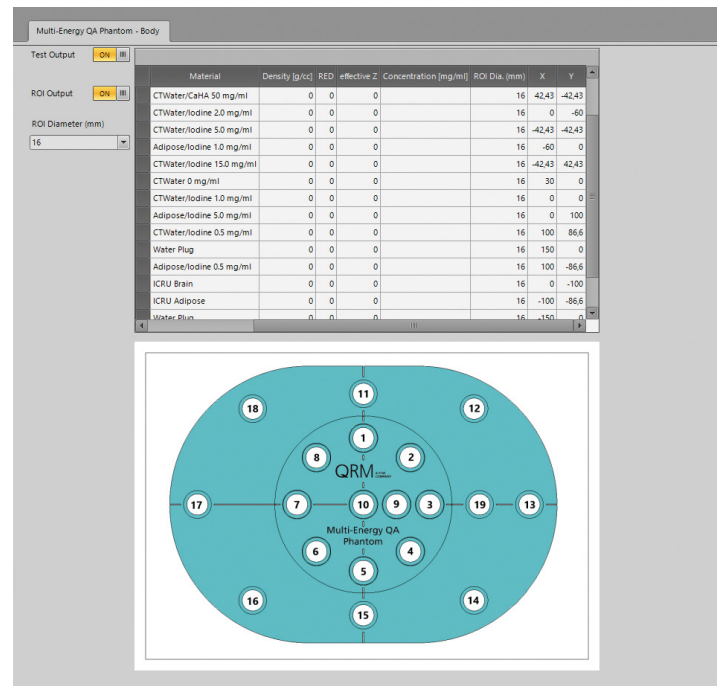 Multi-Energy QA Phantom - Body
Test Output ON
ROI Output ON
ROI Diameter (mm)
16
Material Density [g/cc] RED effective Z Concentration [mg/ml] ROI Dia. (mm) X Y
CTWater/CaHA 50 mg/ml 0 0 0 16 42,43 -42,43
CTWater/Iodine 2.0 mg/ml 0 0 0 16 0 -60
CTWater/Iodine 5.0 mg/ml 0 0 0 16 -42,43 -42,43
Adipose/Iodine 1.0 mg/ml 0 0 0 16 -60 0
CTWater/Iodine 15.0 mg/ml 0 0 0 16 -42,43 42,43
CTWater 0 mg/ml 0 0 0 16 30 0
CTWater/Iodine 1.0 mg/ml 0 0 0 16 0 0
Adipose/Iodine 5.0 mg/ml 0 0 0 16 0 100
CTWater/Iodine 0.5 mg/ml 0 0 0 16 100 86,6
Water Plug 0 0 0 16 150 0
Adipose/Iodine 0.5 mg/ml 0 0 0 16 100 -86,6
ICRU Brain 0 0 0 16 0 -100
ICRU Adipose 0 0 0 16 -100 -86,6
Water Plug 0 0 0 16 -150 0
11
18 12
1
8 2
QRM
17 7 10 9 3 19 13
Multi-Energy QA
Phantom
6 4
5
16 14
15